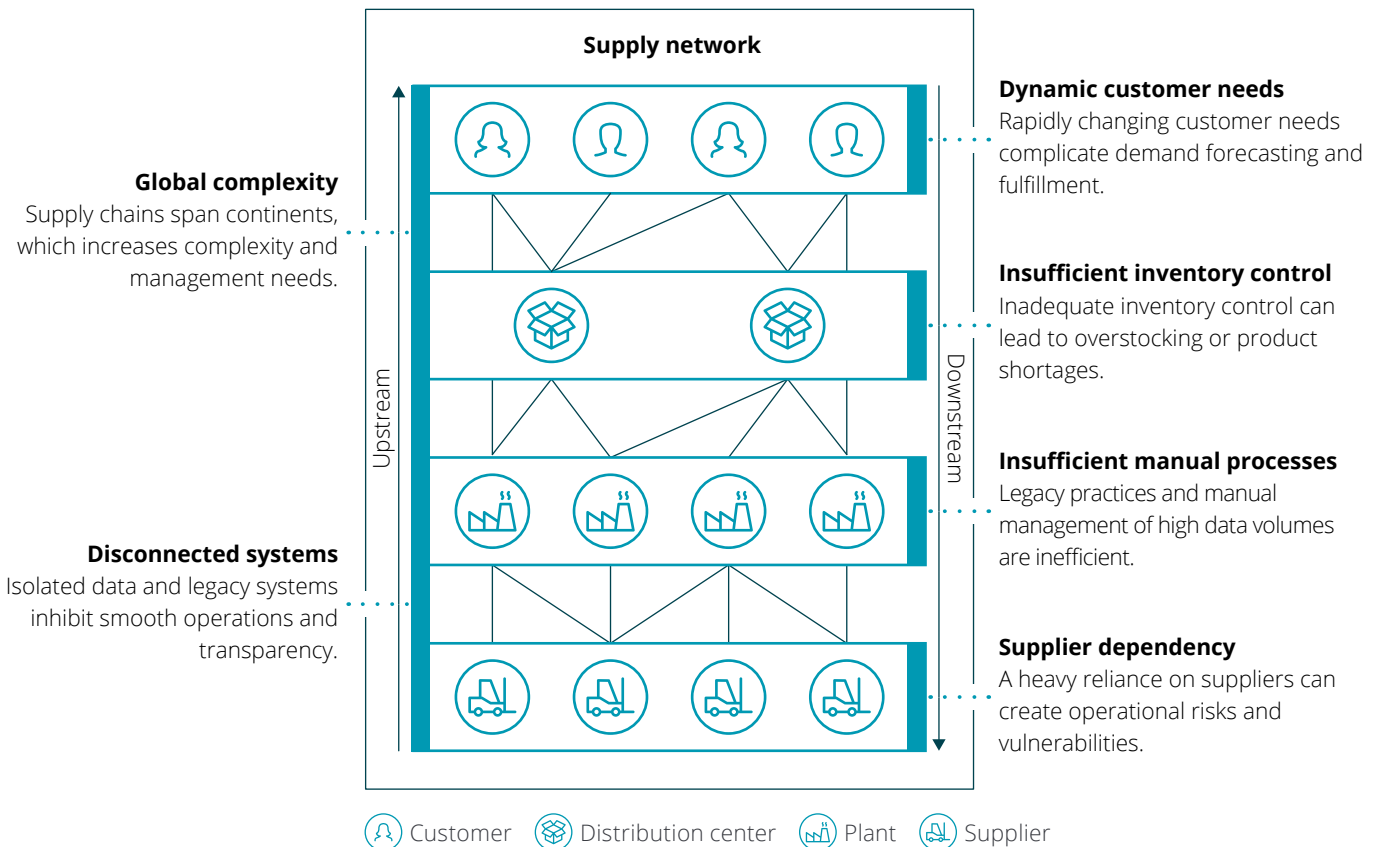 Supply network
Global complexity
Supply chains span continents,
which increases complexity and
management needs.
Disconnected systems
Isolated data and legacy systems
inhibit smooth operations and
transparency.
Upstream
Downstream
Dynamic customer needs
Rapidly changing customer needs
complicate demand forecasting and
fulfillment.
Insufficient inventory control
Inadequate inventory control can
lead to overstocking or product
shortages.
Insufficient manual processes
Legacy practices and manual
management of high data volumes
are inefficient.
Supplier dependency
A heavy reliance on suppliers can
create operational risks and
vulnerabilities.
Customer Distribution center Plant Supplier